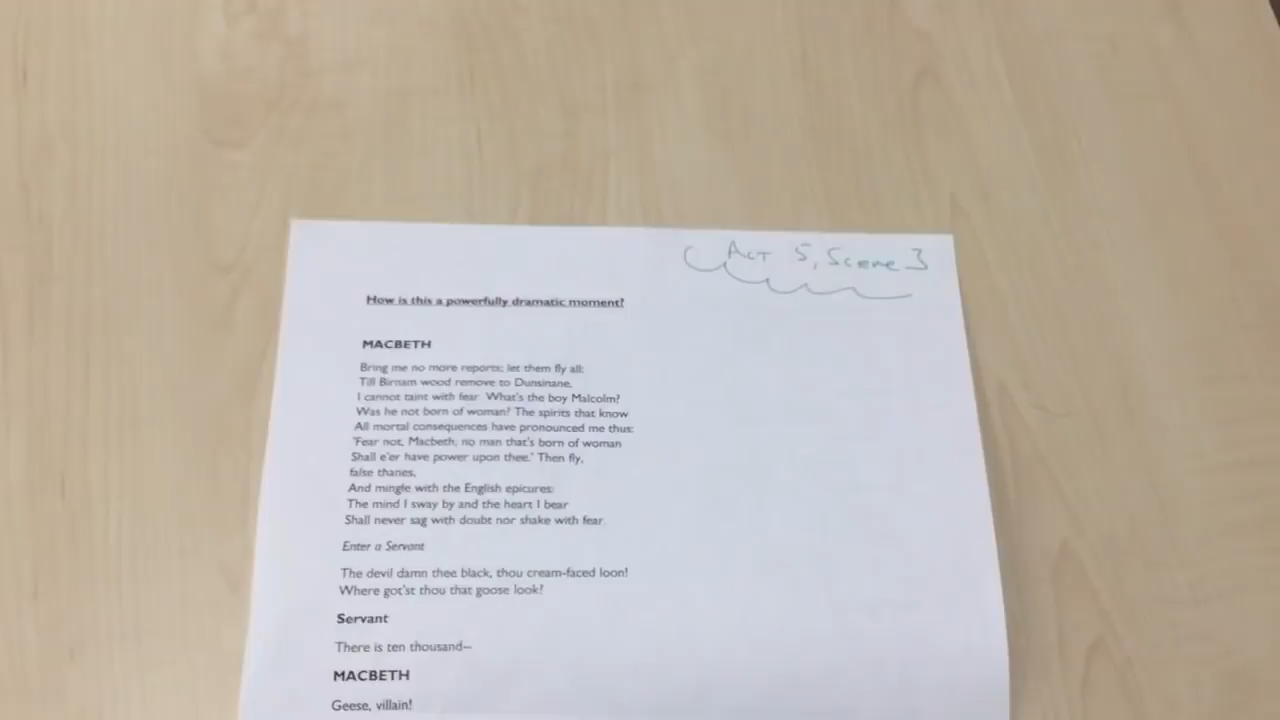 Act 5, Scene 3
How is this a powerfully dramatic moment?
MACBETH
Bring me no more reports; let them fly all:
Till Birnam wood remove to Dunsinane,
I cannot taint with fear. What's the boy Malcolm?
Was he not born of woman? The spirits that know
All mortal consequences have pronounced me thus:
'Fear not, Macbeth; no man that's born of woman
Shall e'er have power upon thee.' Then fly,
false thanes,
And mingle with the English epicures:
The mind I sway by and the heart I bear
Shall never sag with doubt nor shake with fear.
Enter a Servant
The devil damn thee black, thou cream-faced loon!
Where got'st thou that goose look?
Servant
There is ten thousand--
MACBETH
Geese, villain!